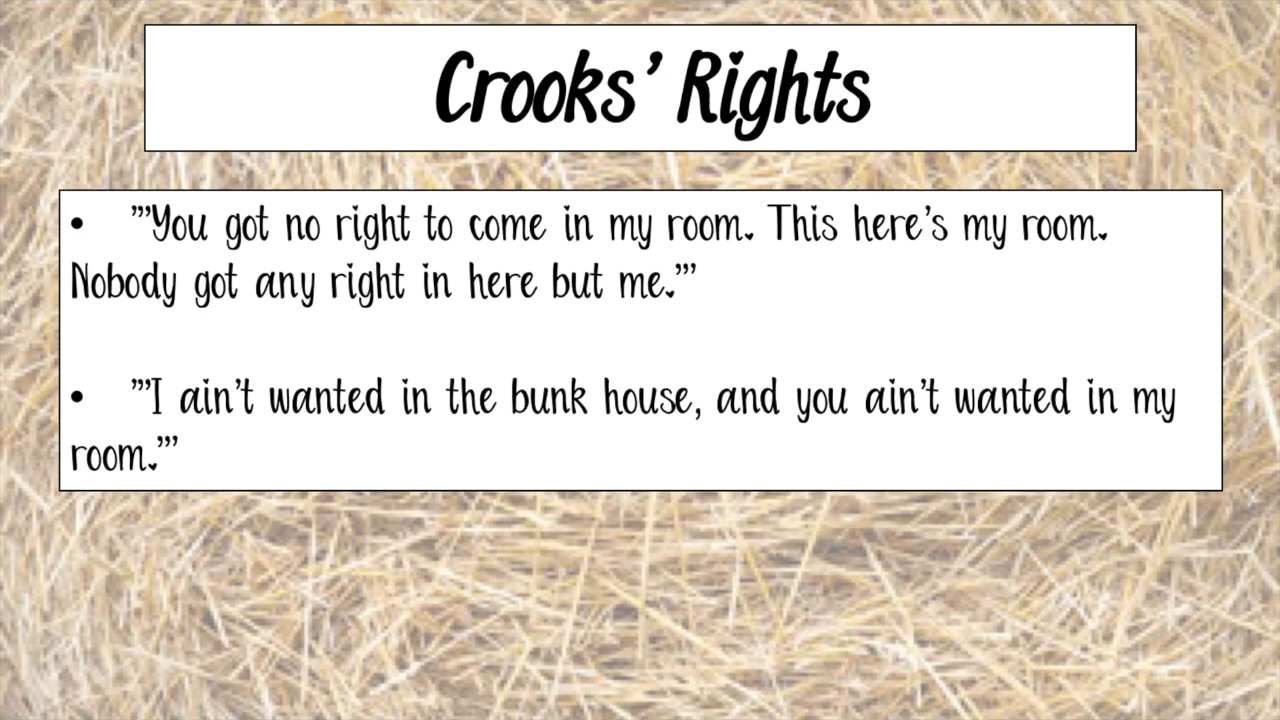 Crooks’ Rights
• ”’You got no right to come in my room. This here’s my room.
Nobody got any right in here but me.’”
• ”’I ain’t wanted in the bunk house, and you ain’t wanted in my
room.’”